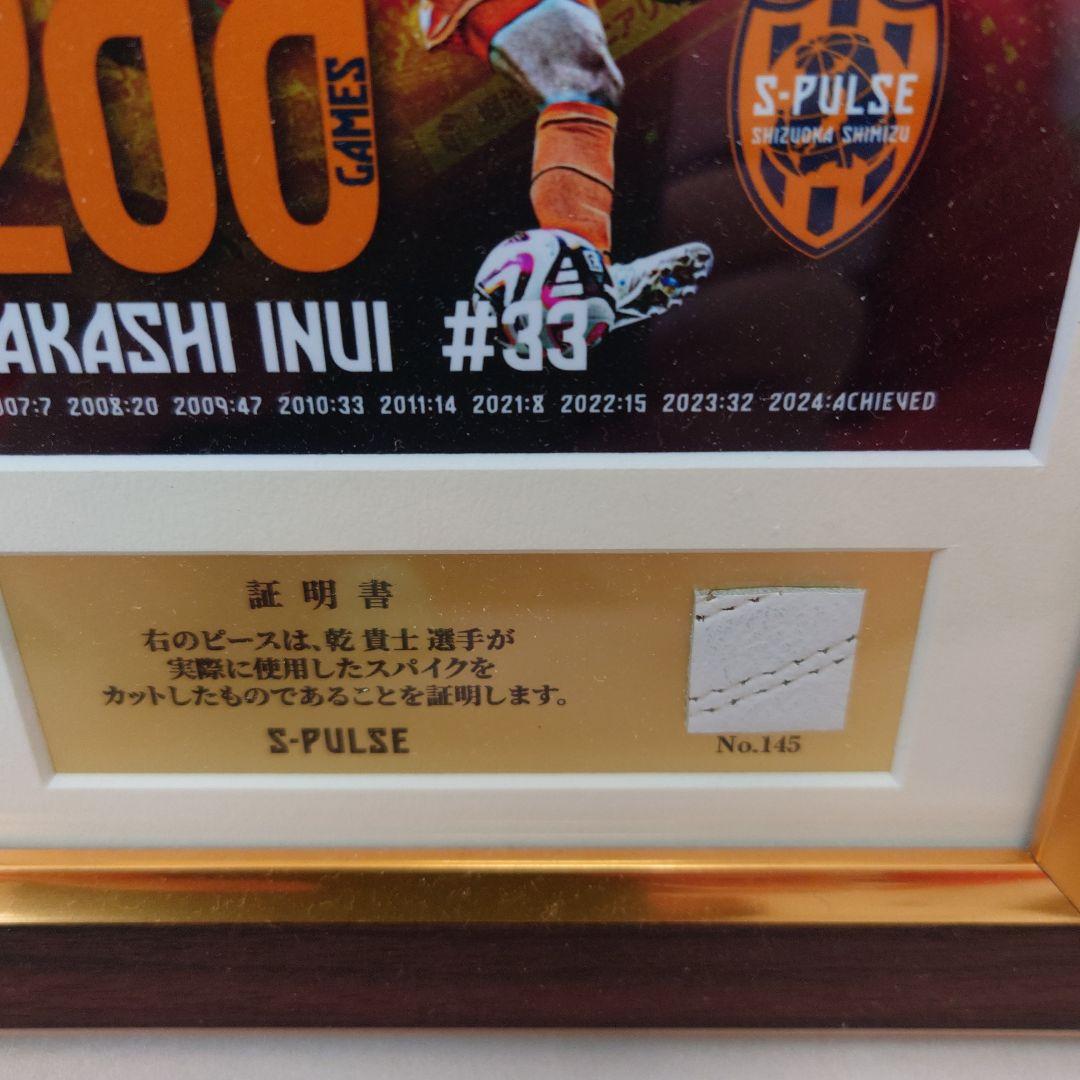 200
GAMES
S-PULSE
SHIZUOKA SHIMIZU
AKASHI INUI #33
007:7 2008:20 2009:47 2010:33 2011:14 2021:8 2022:15 2023:32 2024:ACHIEVED
証明書
右のピースは、乾 貴士 選手が
実際に使用したスパイクを
カットしたものであることを証明します。
S-PULSE
No.145